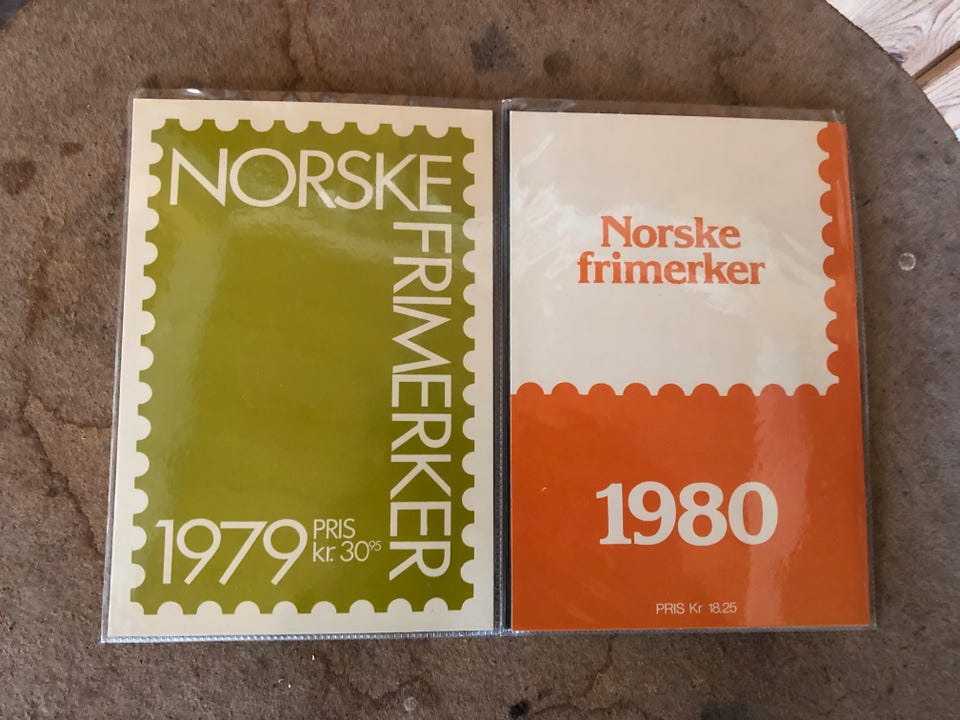 NORSKE
FRIMERKER
1979
PRIS
kr. 30⁹⁵
Norske
frimerker
1980
PRIS Kr 18.25